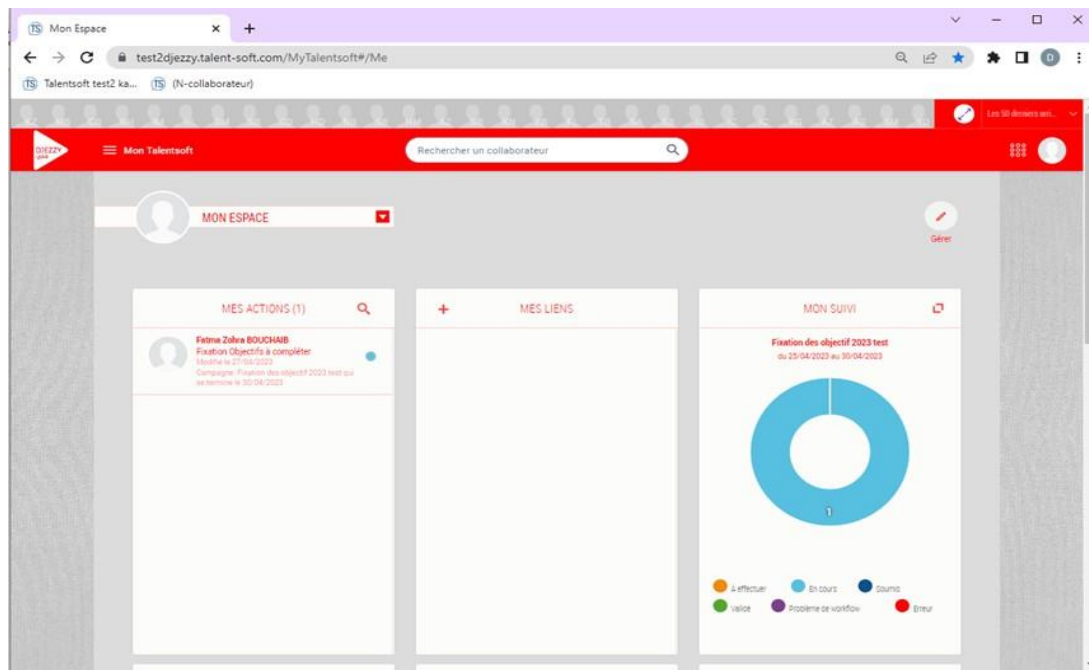 Mon Espace
test2djezzy.talent-soft.com/MyTalentsoft#/Me
D
TS Talentsoft test2 ka... TS (N-collaborateur)
Les 50 derniers
DJEZZY
Mon Talentsoft
Rechercher un collaborateur
MON ESPACE
Gérer
MES ACTIONS (1)
Fatma Zohra BOUCHAIB
Fixation Objectifs à compléter
Modifié le 27/04/2023
Campagne: Fixation des objectif 2023 test qui
se termine le 30/04/2023
MES LIENS
MON SUIVI
Fixation des objectif 2023 test
du 25/04/2023 au 30/04/2023
1
A effectuer
En cours
Soumis
Validé
Problème de workflow
Erreur